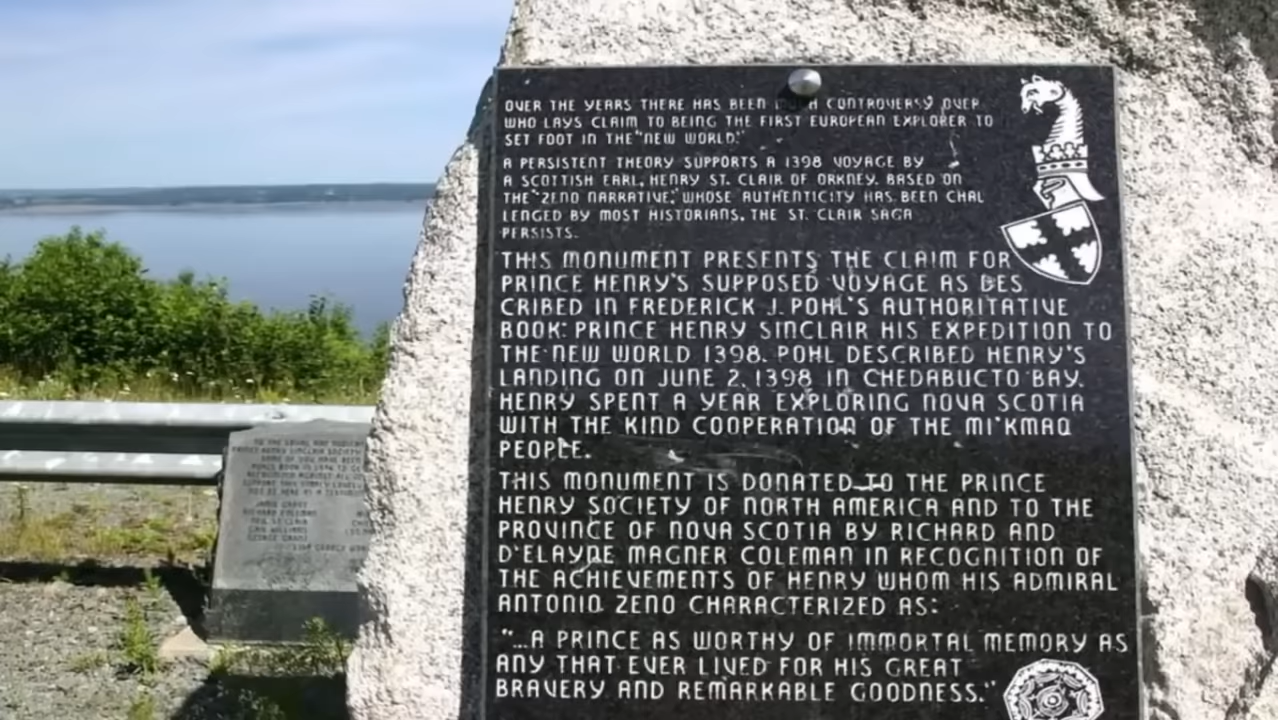 OVER THE YEARS THERE HAS BEEN MUCH CONTROVERSY OVER
WHO LAYS CLAIM TO BEING THE FIRST EUROPEAN EXPLORER TO
SET FOOT IN THE "NEW WORLD."
A PERSISTENT THEORY SUPPORTS A 1398 VOYAGE BY
A SCOTTISH EARL, HENRY ST. CLAIR OF ORKNEY. BASED ON
THE "ZENO NARRATIVE," WHOSE AUTHENTICITY HAS BEEN CHAL
LENGED BY MOST HISTORIANS, THE ST. CLAIR SAGA
PERSISTS.
THIS MONUMENT PRESENTS THE CLAIM FOR
PRINCE HENRY'S SUPPOSED VOYAGE AS DES
CRIBED IN FREDERICK J. POHL'S AUTHORITATIVE
BOOK: PRINCE HENRY SINCLAIR HIS EXPEDITION TO
THE NEW WORLD 1398. POHL DESCRIBED HENRY'S
LANDING ON JUNE 2, 1398 IN CHEDABUCTO BAY.
HENRY SPENT A YEAR EXPLORING NOVA SCOTIA
WITH THE KIND COOPERATION OF THE MI'KMAQ
PEOPLE.
THIS MONUMENT IS DONATED TO THE PRINCE
HENRY SOCIETY OF NORTH AMERICA AND TO THE
PROVINCE OF NOVA SCOTIA BY RICHARD AND
D'ELAYNE MAGNER COLEMAN IN RECOGNITION OF
THE ACHIEVEMENTS OF HENRY WHOM HIS ADMIRAL
ANTONIO ZENO CHARACTERIZED AS:
"...A PRINCE AS WORTHY OF IMMORTAL MEMORY AS
ANY THAT EVER LIVED FOR HIS GREAT
BRAVERY AND REMARKABLE GOODNESS."
TO THE
HENRY SINCLAIR SOCIETY
RICHARD COLEMAN